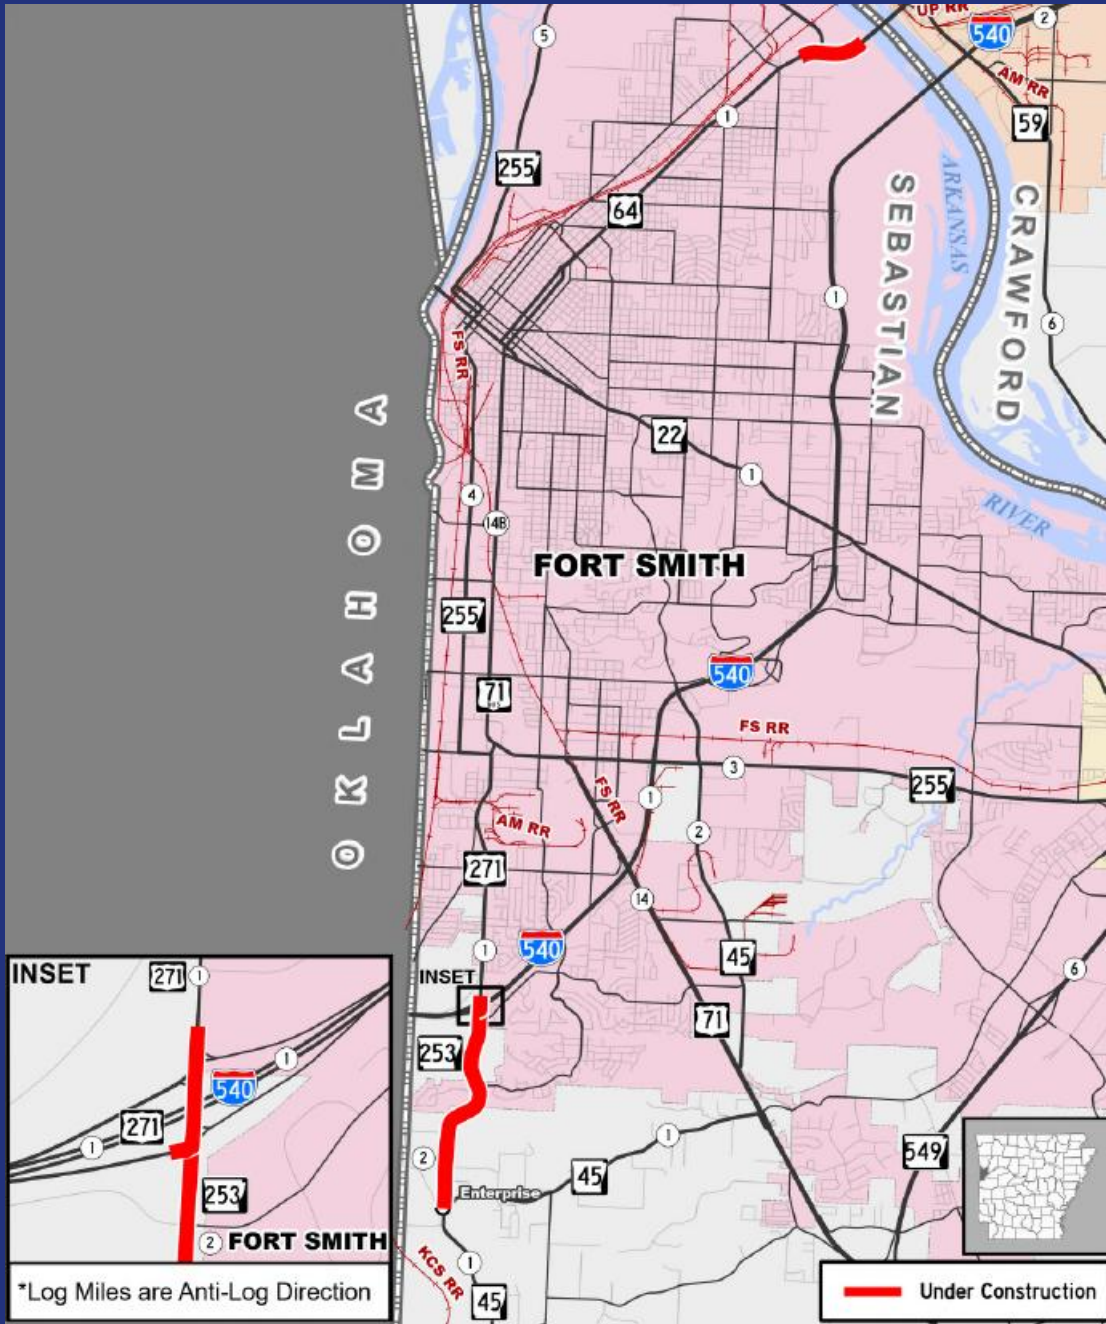 UP RR
540
2
5
AM RR
59
1
255
64
SEBASTIAN
ARKANSAS
CRAWFORD
1
6
FS RR
OKLAHOMA
22
1
RIVER
4
14B
FORT SMITH
255
540
71
FS RR
3
255
FS RR
1
AM RR
2
271
14
1
540
45
6
INSET
71
253
1
2
45
549
Enterprise
1
KCS RR
45
INSET
271
1
1
540
271
1
253
2
FORT SMITH
*Log Miles are Anti-Log Direction
Under Construction